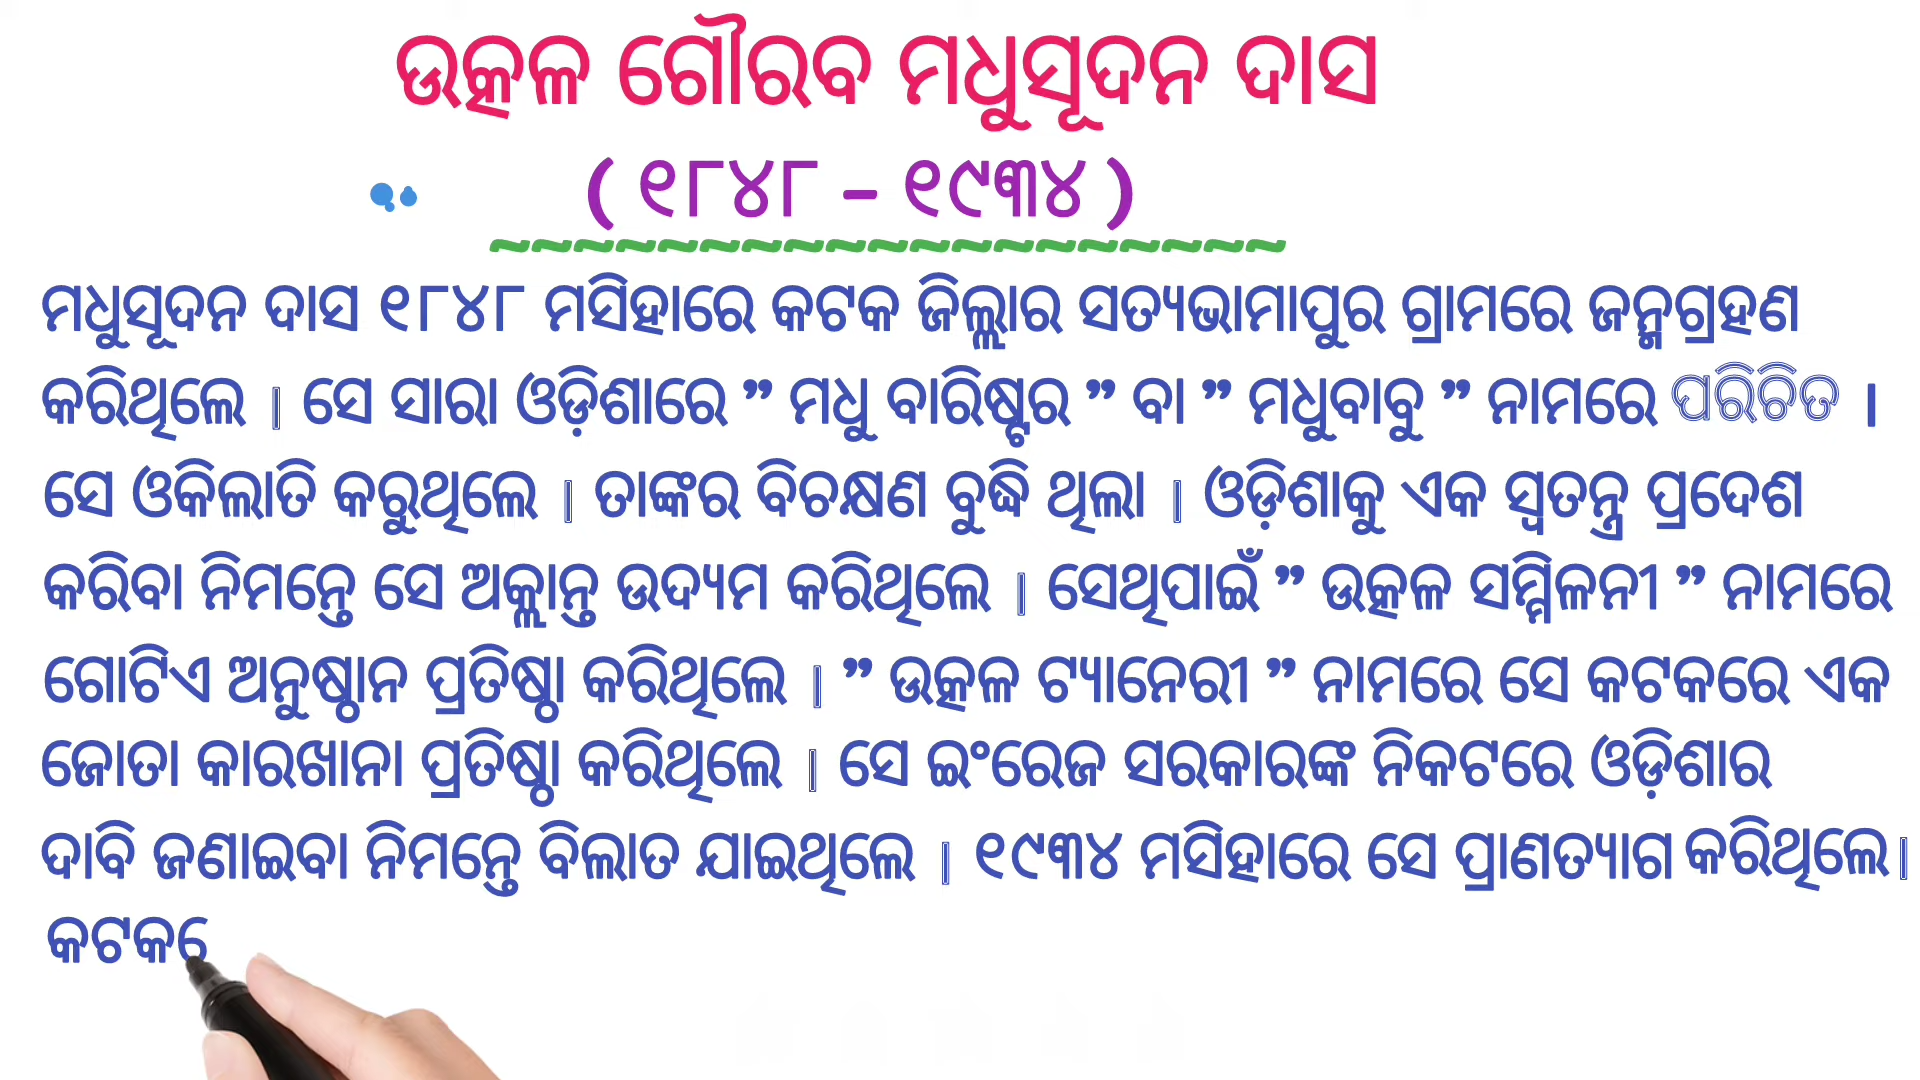 ଉତ୍କଳ ଗୌରବ ମଧୁସୂଦନ ଦାସ
( ୧୮୪୮ – ୧୯୩୪ )
~~~~~~~~~~~~~~~~~~~
ମଧୁସୂଦନ ଦାସ ୧୮୪୮ ମସିହାରେ କଟକ ଜିଲ୍ଲାର ସତ୍ୟଭାମାପୁର ଗ୍ରାମରେ ଜନ୍ମଗ୍ରହଣ
କରିଥିଲେ । ସେ ସାରା ଓଡ଼ିଶାରେ ” ମଧୁ ବାରିଷ୍ଟର ” ବା ” ମଧୁବାବୁ ” ନାମରେ ପରିଚିତ ।
ସେ ଓକିଲାତି କରୁଥିଲେ । ତାଙ୍କର ବିଚକ୍ଷଣ ବୁଦ୍ଧି ଥିଲା । ଓଡ଼ିଶାକୁ ଏକ ସ୍ୱତନ୍ତ୍ର ପ୍ରଦେଶ
କରିବା ନିମନ୍ତେ ସେ ଅକ୍ଳାନ୍ତ ଉଦ୍ୟମ କରିଥିଲେ । ସେଥିପାଇଁ ” ଉତ୍କଳ ସମ୍ମିଳନୀ ” ନାମରେ
ଗୋଟିଏ ଅନୁଷ୍ଠାନ ପ୍ରତିଷ୍ଠା କରିଥିଲେ । ” ଉତ୍କଳ ଟ୍ୟାନେରୀ ” ନାମରେ ସେ କଟକରେ ଏକ
ଜୋତା କାରଖାନା ପ୍ରତିଷ୍ଠା କରିଥିଲେ । ସେ ଇଂରେଜ ସରକାରଙ୍କ ନିକଟରେ ଓଡ଼ିଶାର
ଦାବି ଜଣାଇବା ନିମନ୍ତେ ବିଲାତ ଯାଇଥିଲେ । ୧୯୩୪ ମସିହାରେ ସେ ପ୍ରାଣତ୍ୟାଗ କରିଥିଲେ।
କଟକେ